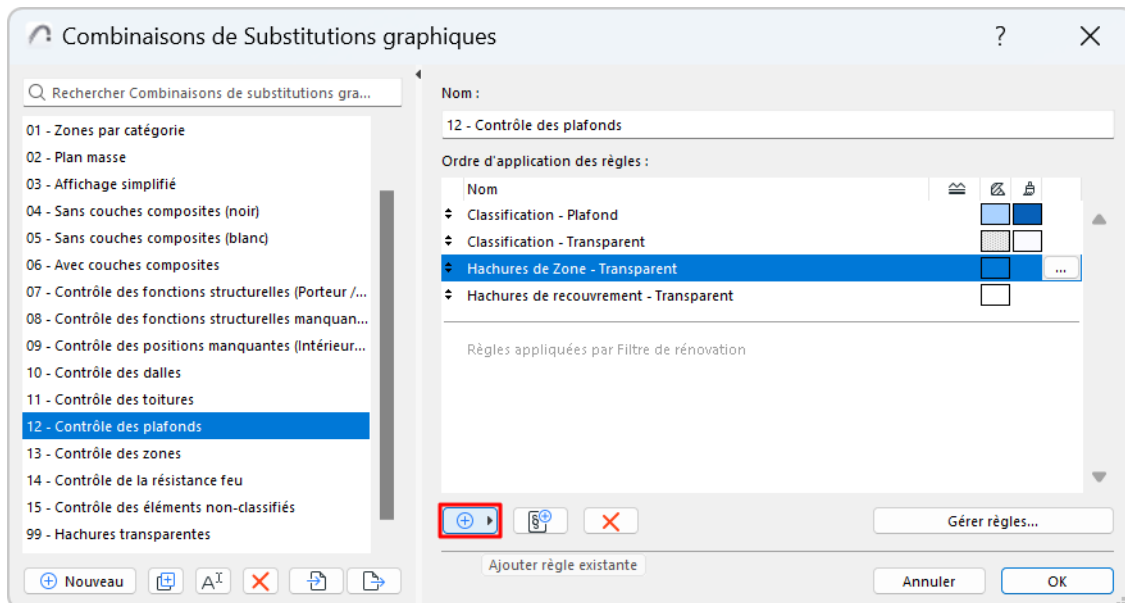 Combinaisons de Substitutions graphiques
?
Rechercher Combinaisons de substitutions gra...
01 - Zones par catégorie
02 - Plan masse
03 - Affichage simplifié
04 - Sans couches composites (noir)
05 - Sans couches composites (blanc)
06 - Avec couches composites
07 - Contrôle des fonctions structurelles (Porteur /...
08 - Contrôle des fonctions structurelles manquan...
09 - Contrôle des positions manquantes (Intérieur...
10 - Contrôle des dalles
11 - Contrôle des toitures
12 - Contrôle des plafonds
13 - Contrôle des zones
14 - Contrôle de la résistance feu
15 - Contrôle des éléments non-classifiés
99 - Hachures transparentes
Nouveau
Nom :
12 - Contrôle des plafonds
Ordre d'application des règles :
Nom
Classification - Plafond
Classification - Transparent
Hachures de Zone - Transparent
...
Hachures de recouvrement - Transparent
Règles appliquées par Filtre de rénovation
Gérer règles...
Ajouter règle existante
Annuler
OK